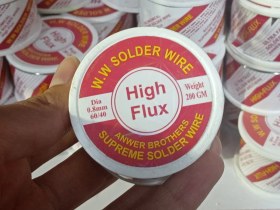 W.W SOLDER WIRE
Dia
0.8mm
60/40
High
Flux
Weight
200 GM
ANWER BROTHERS
SUPREME SOLDER WIRE